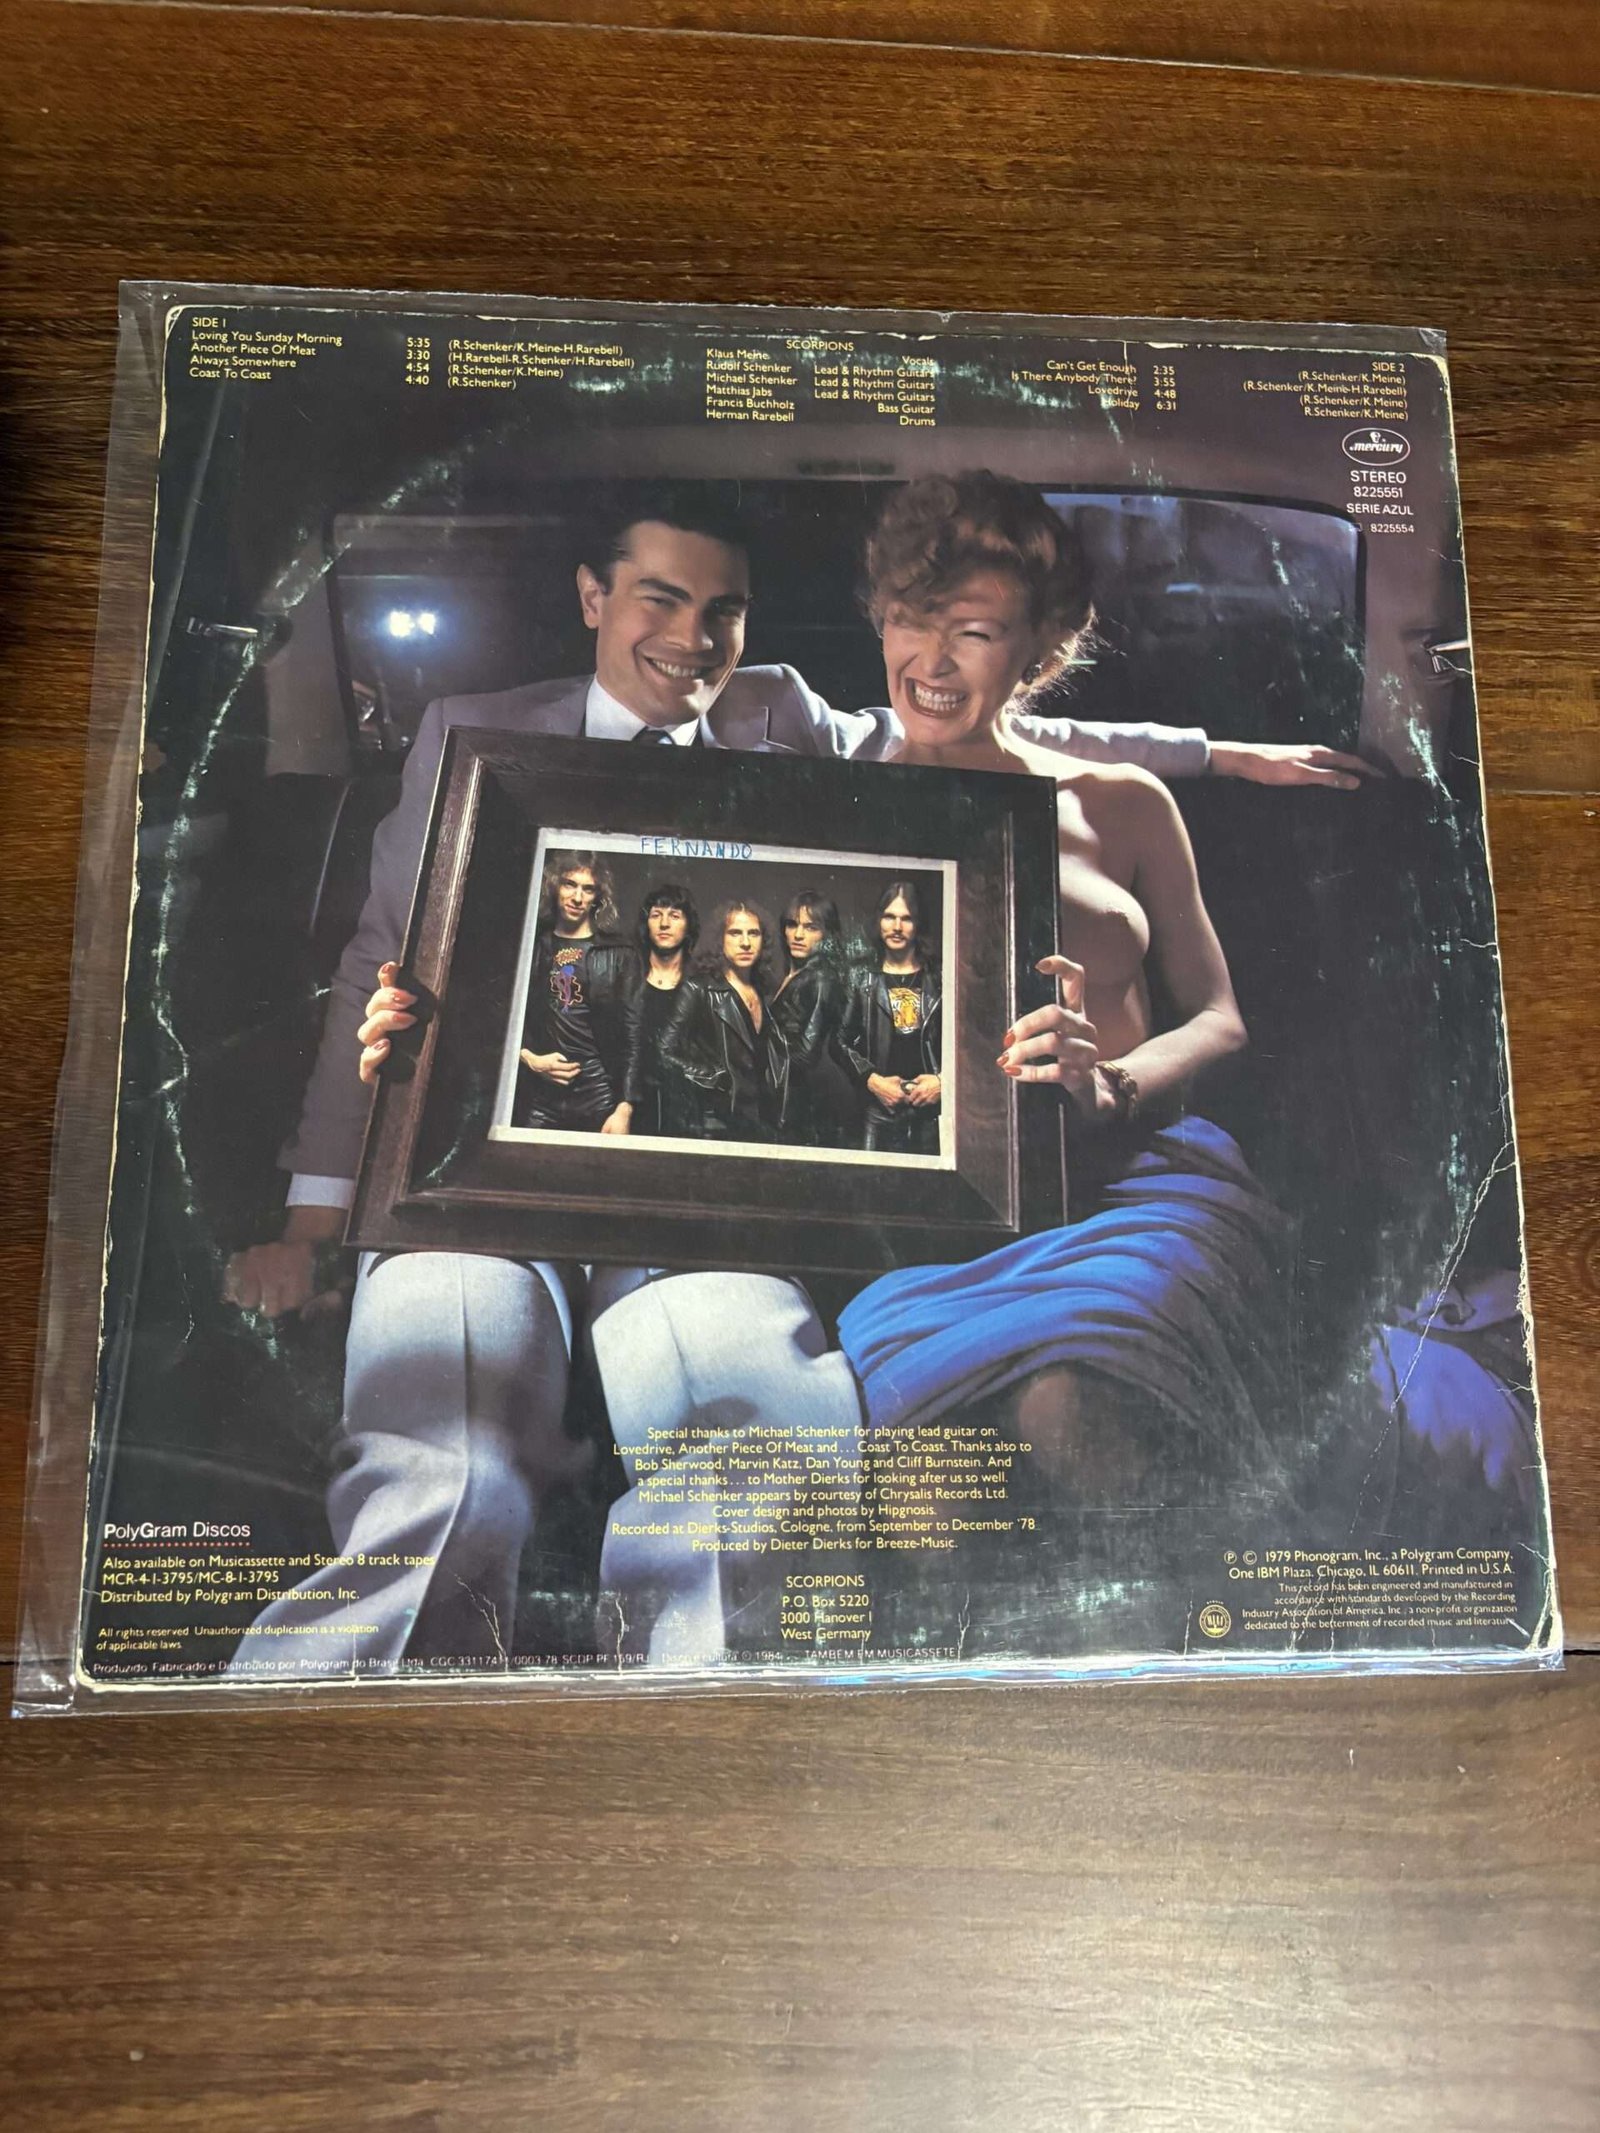 SIDE 1
Loving You Sunday Morning 5:35 (R.Schenker/K.Meine-H.Rarebell)
Another Piece Of Meat 3:30 (H.Rarebell-R.Schenker/H.Rarebell)
Always Somewhere 4:54 (R.Schenker/K.Meine)
Coast To Coast 4:40 (R.Schenker)
SCORPIONS
Klaus Meine Vocals
Rudolf Schenker Lead & Rhythm Guitars
Michael Schenker Lead & Rhythm Guitars
Matthias Jabs Lead & Rhythm Guitars
Francis Buchholz Bass Guitar
Herman Rarebell Drums
SIDE 2
Can't Get Enough 2:35 (R.Schenker/K.Meine)
Is There Anybody There? 3:55 (R.Schenker/K.Meine-H.Rarebell)
Lovedrive 4:48 (R.Schenker/K.Meine)
Holiday 6:31 R.Schenker/K.Meine)
mercury
STEREO
8225551
SERIE AZUL
8225554
FERNANDO
Special thanks to Michael Schenker for playing lead guitar on:
Lovedrive, Another Piece Of Meat and... Coast To Coast. Thanks also to
Bob Sherwood, Marvin Katz, Dan Young and Cliff Burnstein. And
a special thanks... to Mother Dierks for looking after us so well.
Michael Schenker appears by courtesy of Chrysalis Records Ltd.
Cover design and photos by Hipgnosis.
Recorded at Dierks-Studios, Cologne, from September to December '78
Produced by Dieter Dierks for Breeze-Music.
SCORPIONS
P.O. Box 5220
3000 Hanover 1
West Germany
PolyGram Discos
Also available on Musicassette and Stereo 8 track tapes
MCR-4-1-3795/MC-8-1-3795
Distributed by Polygram Distribution, Inc.
All rights reserved Unauthorized duplication is a violation
of applicable laws
℗ © 1979 Phonogram, Inc., a Polygram Company,
One IBM Plaza, Chicago, IL 60611. Printed in U.S.A.
This record has been engineered and manufactured in
accordance with standards developed by the Recording
Industry Association of America, Inc., a non-profit organization
dedicated to the betterment of recorded music and literature
Produzido Fabricado e Distribuido por Polygram do Brasil Ltda. CGC 3311741 /0003 78 SCDP PF 159/RJ Disco é cultura © 1984 TAMBEM EM MUSICASSETE